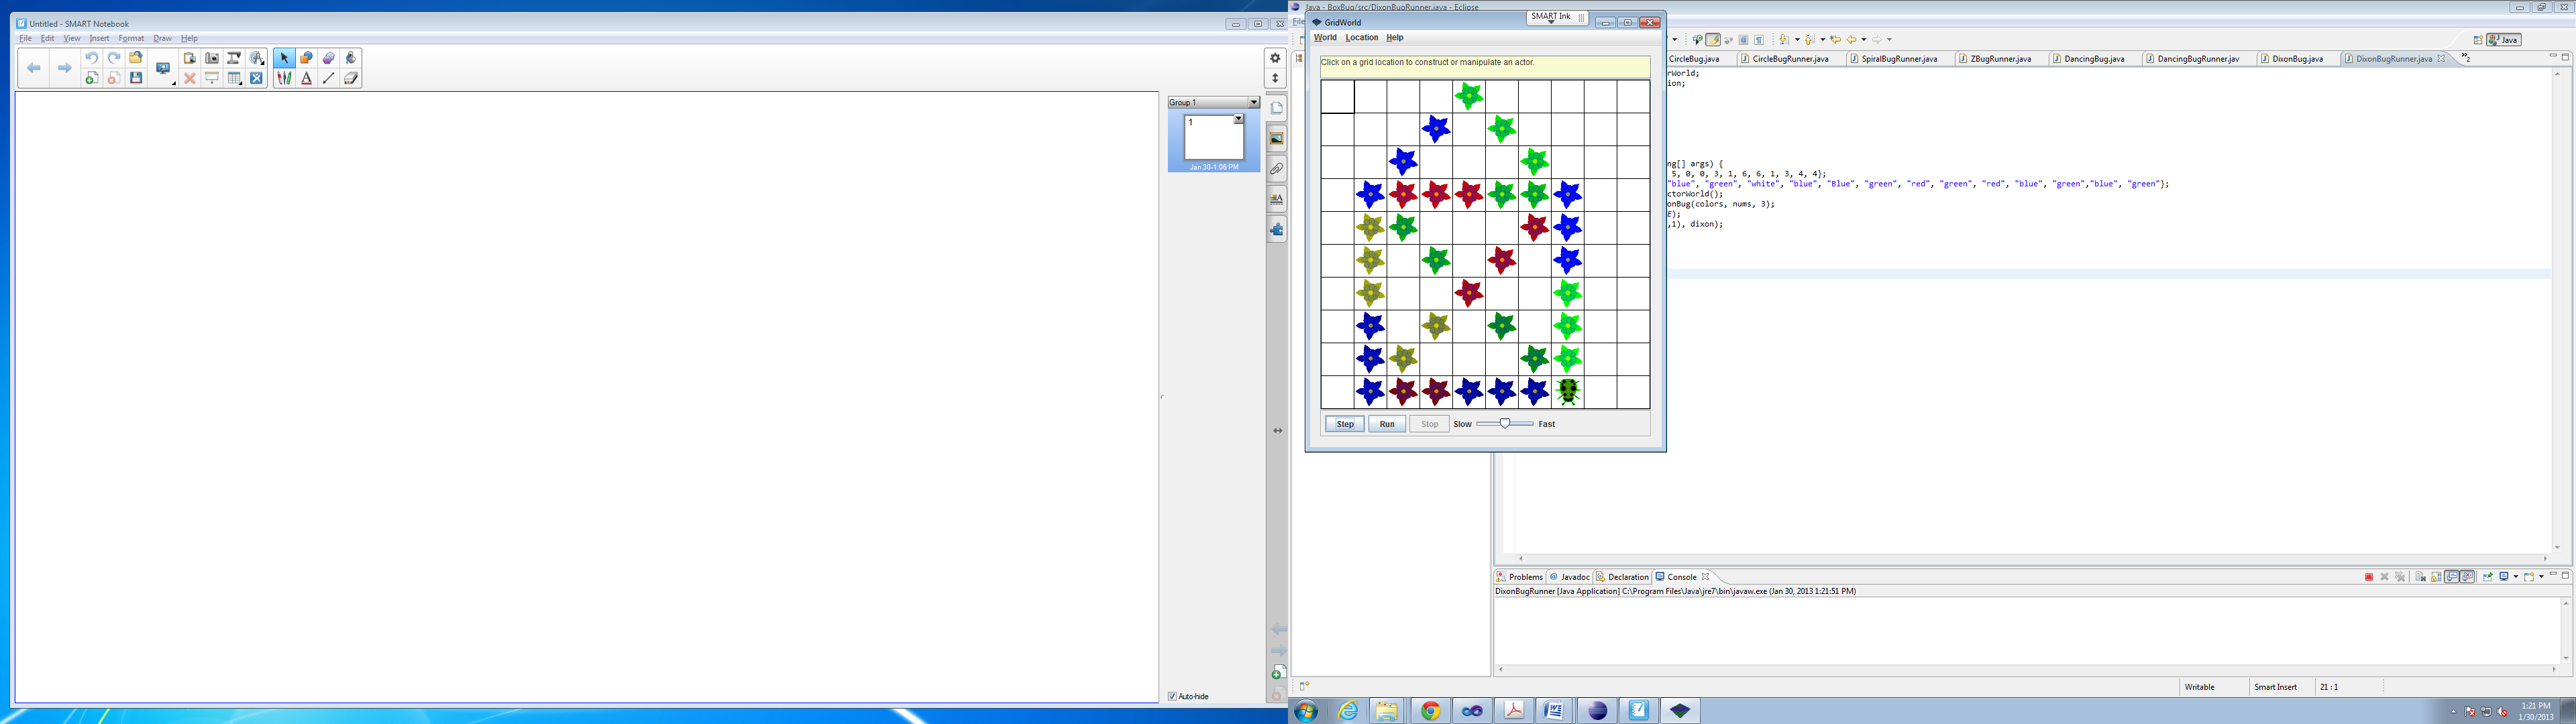 Untitled - SMART Notebook
File Edit View Insert Format Draw Help
Group 1
1
Jan 30-1:06 PM
Auto-hide
Java - BoxBug/src/DixonBugRunner.java - Eclipse
File
SMART Ink
GridWorld
World Location Help
Click on a grid location to construct or manipulate an actor.
Step Run Stop Slow Fast
Java
CircleBug.java CircleBugRunner.java SpiralBugRunner.java ZBugRunner.java DancingBug.java DancingBugRunner.jav DixonBug.java DixonBugRunner.java 2
orWorld;
ion;
ng[] args) {
5, 0, 0, 3, 1, 6, 6, 1, 3, 4, 4};
"blue", "green", "white", "blue", "Blue", "green", "red", "green", "red", "blue", "green","blue", "green"};
ctorWorld();
onBug(colors, nums, 3);
E);
,1), dixon);
Problems Javadoc Declaration Console
DixonBugRunner [Java Application] C:\Program Files\Java\jre7\bin\javaw.exe (Jan 30, 2013 1:21:51 PM)
Writable Smart Insert 21 : 1
1:21 PM
1/30/2013